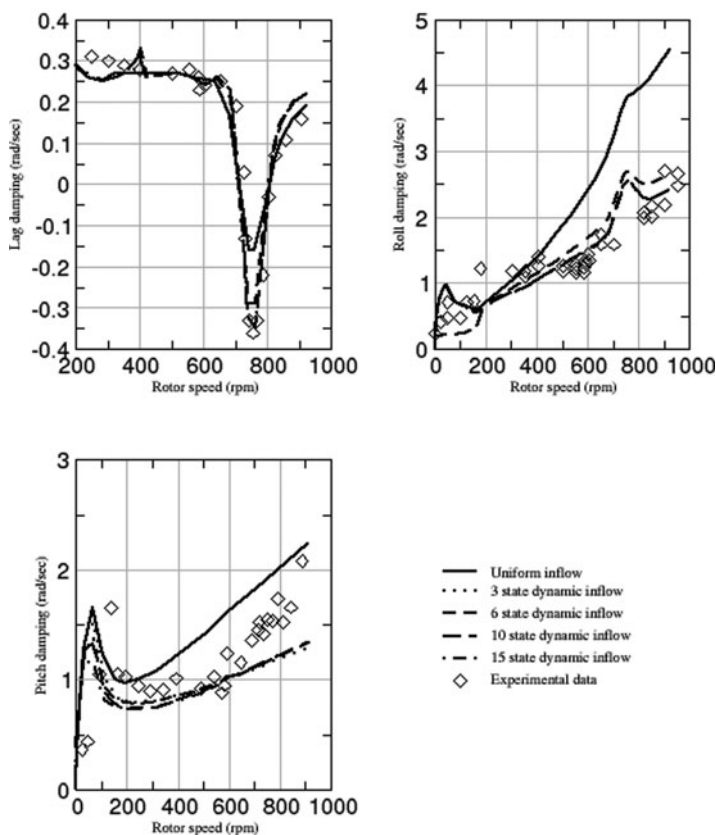 0.4
0.3
0.2
0.1
0
-0.1
-0.2
-0.3
-0.4
Lag damping (rad/sec)
200 400 600 800 1000
Rotor speed (rpm)
5
4
3
2
1
0
Roll damping (rad/sec)
0 200 400 600 800 1000
Rotor speed (rpm)
3
2
1
0
Pitch damping (rad/sec)
0 200 400 600 800 1000
Rotor speed (rpm)
Uniform inflow
3 state dynamic inflow
6 state dynamic inflow
10 state dynamic inflow
15 state dynamic inflow
Experimental data